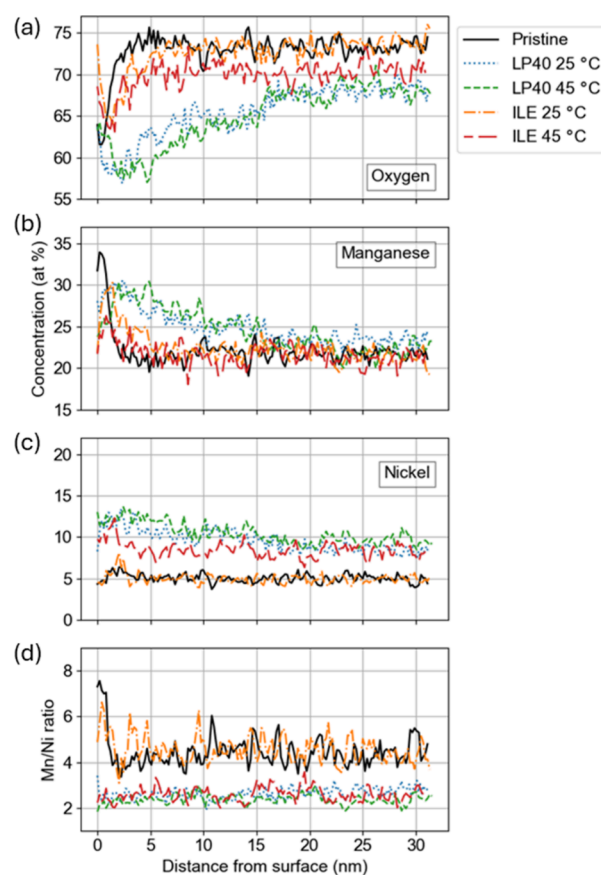 (a)
75
70
65
60
55
Oxygen
Pristine
LP40 25 °C
LP40 45 °C
ILE 25 °C
ILE 45 °C
(b)
35
30
25
20
15
Manganese
Concentration (at %)
(c)
20
15
10
5
0
Nickel
(d)
8
6
4
2
Mn/Ni ratio
0 5 10 15 20 25 30
Distance from surface (nm)